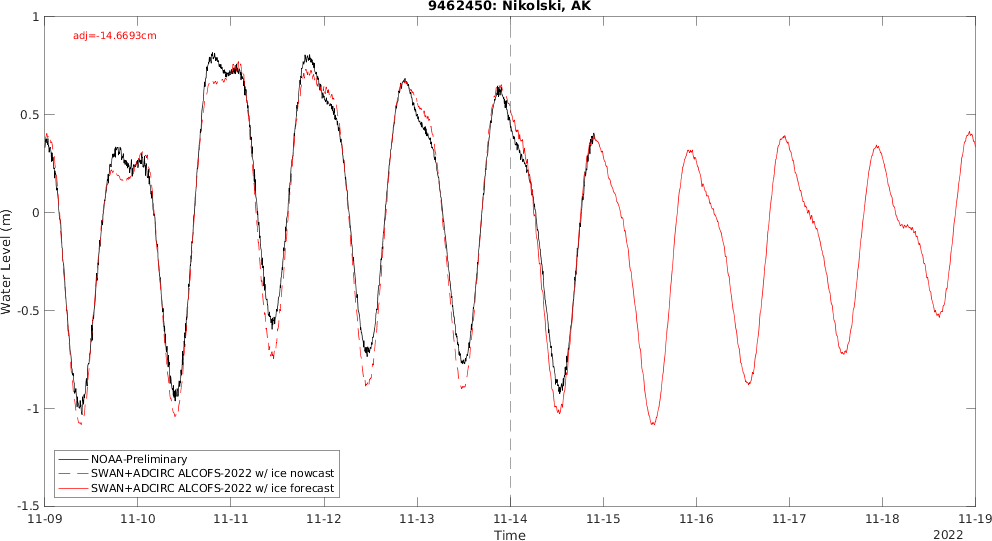 9462450: Nikolski, AK
adj=-14.6693cm
1
0.5
0
-0.5
-1
-1.5
Water Level (m)
NOAA-Preliminary
SWAN+ADCIRC ALCOFS-2022 w/ ice nowcast
SWAN+ADCIRC ALCOFS-2022 w/ ice forecast
11-09 11-10 11-11 11-12 11-13 11-14 11-15 11-16 11-17 11-18 11-19
Time
2022